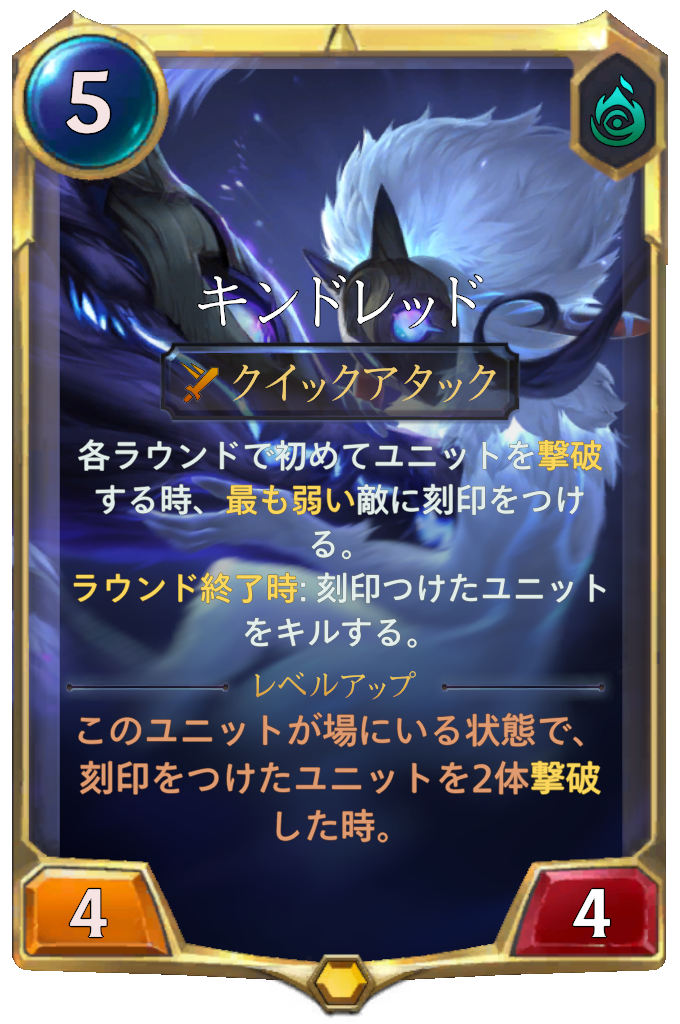 5
キンドレッド
クイックアタック
各ラウンドで初めてユニットを撃破
する時、最も弱い敵に刻印をつけ
る。
ラウンド終了時: 刻印つけたユニット
をキルする。
レベルアップ
このユニットが場にいる状態で、
刻印をつけたユニットを2体撃破
した時。
4
4